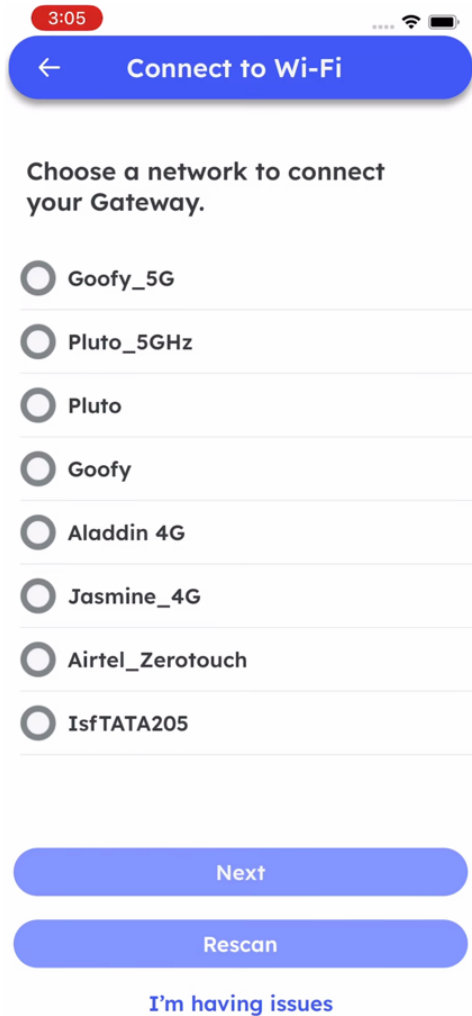 3:05
Connect to Wi-Fi
Choose a network to connect
your Gateway.
Goofy_5G
Pluto_5GHz
Pluto
Goofy
Aladdin 4G
Jasmine_4G
Airtel_Zerotouch
IsfTATA205
Next
Rescan
I'm having issues